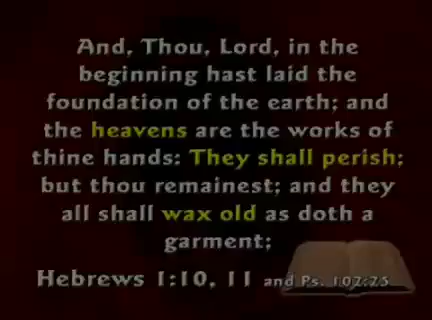 And, Thou, Lord, in the
beginning hast laid the
foundation of the earth; and
the heavens are the works of
thine hands: They shall perish;
but thou remainest; and they
all shall wax old as doth a
garment;
Hebrews 1:10, 11 and Ps. 102:25